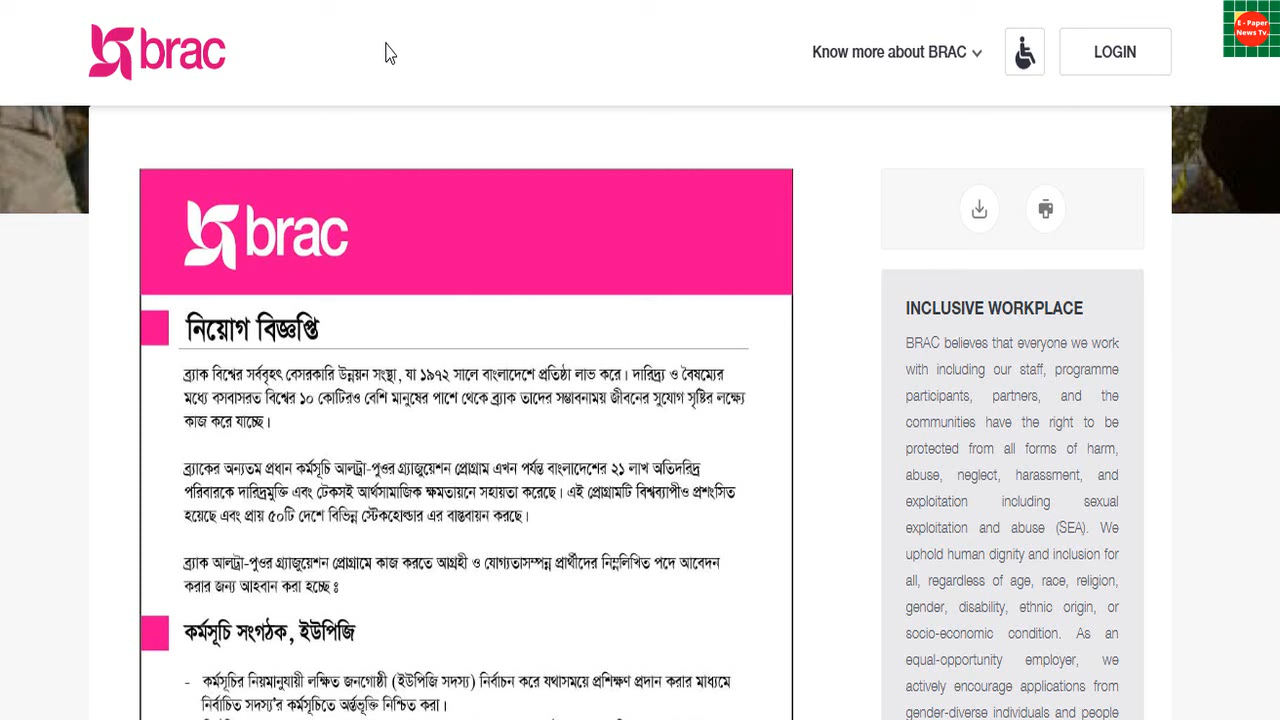 brac
Know more about BRAC
LOGIN
E - Paper
News Tv.
brac
নিয়োগ বিজ্ঞপ্তি
ব্র্যাক বিশ্বের সর্ববৃহৎ বেসরকারি উন্নয়ন সংস্থা, যা ১৯৭২ সালে বাংলাদেশে প্রতিষ্ঠা লাভ করে। দারিদ্র্য ও বৈষম্যের
মধ্যে বসবাসরত বিশ্বের ১০ কোটিরও বেশি মানুষের পাশে থেকে ব্র্যাক তাদের সম্ভাবনাময় জীবনের সুযোগ সৃষ্টির লক্ষ্যে
কাজ করে যাচ্ছে।
ব্র্যাকের অন্যতম প্রধান কর্মসূচি আলট্রা-পুওর গ্র্যাজুয়েশন প্রোগ্রাম এখন পর্যন্ত বাংলাদেশের ২১ লাখ অতিদরিদ্র
পরিবারকে দারিদ্রমুক্তি এবং টেকসই আর্থসামাজিক ক্ষমতায়নে সহায়তা করেছে। এই প্রোগ্রামটি বিশ্বব্যাপীও প্রশংসিত
হয়েছে এবং প্রায় ৫০টি দেশে বিভিন্ন স্টেকহোল্ডার এর বাস্তবায়ন করছে।
ব্র্যাক আলট্রা-পুওর গ্র্যাজুয়েশন প্রোগ্রামে কাজ করতে আগ্রহী ও যোগ্যতাসম্পন্ন প্রার্থীদের নিম্নলিখিত পদে আবেদন
করার জন্য আহবান করা হচ্ছে ঃ
কর্মসূচি সংগঠক, ইউপিজি
- কর্মসূচির নিয়মানুযায়ী লক্ষিত জনগোষ্ঠী (ইউপিজি সদস্য) নির্বাচন করে যথাসময়ে প্রশিক্ষণ প্রদান করার মাধ্যমে
নির্বাচিত সদস্য'র কর্মসূচিতে অর্ন্তভূক্তি নিশ্চিত করা।
INCLUSIVE WORKPLACE
BRAC believes that everyone we work
with including our staff, programme
participants, partners, and the
communities have the right to be
protected from all forms of harm,
abuse, neglect, harassment, and
exploitation including sexual
exploitation and abuse (SEA). We
uphold human dignity and inclusion for
all, regardless of age, race, religion,
gender, disability, ethnic origin, or
socio-economic condition. As an
equal-opportunity employer, we
actively encourage applications from
gender-diverse individuals and people